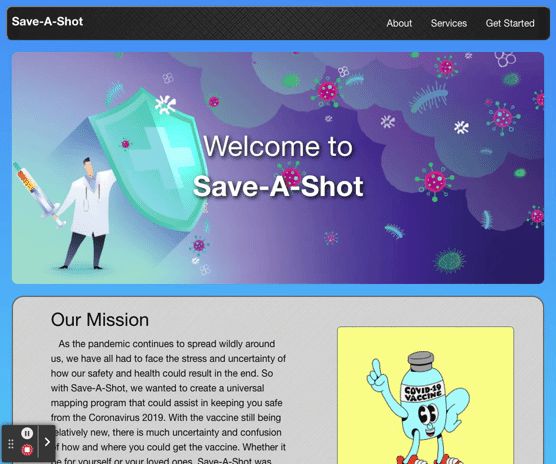 Save-A-Shot
About Services Get Started
Welcome to
Save-A-Shot
Our Mission
As the pandemic continues to spread wildly around
us, we have all had to face the stress and uncertainty of
how our safety and health could result in the end. So
with Save-A-Shot, we wanted to create a universal
mapping program that could assist in keeping you safe
from the Coronavirus 2019. With the vaccine still being
relatively new, there is much uncertainty and confusion
of how and where you could get the vaccine. Whether it
be for yourself or your loved ones, Save-A-Shot was
COVID-19
VACCINE